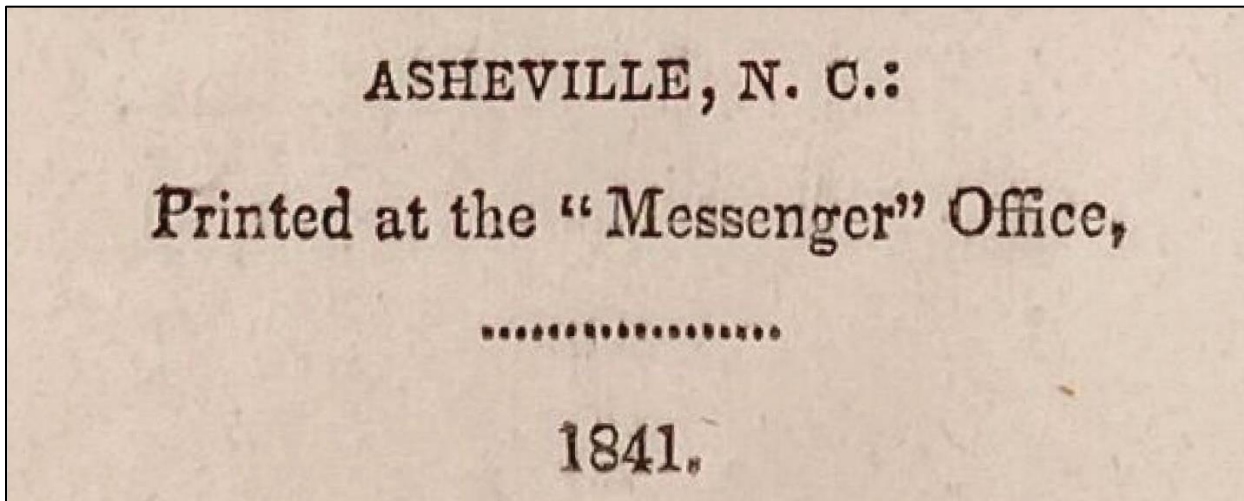 ASHEVILLE, N. C.:
Printed at the “Messenger” Office,
1841.